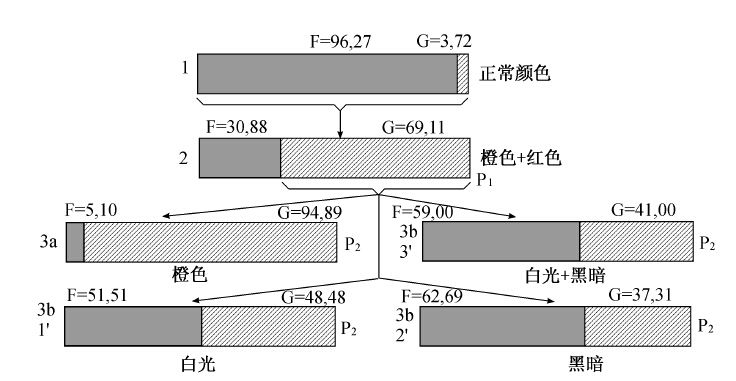 F=96,27 G=3,72
1 正常颜色
F=30,88 G=69,11
2 橙色+红色
P1
F=5,10 G=94,89
3a P2
橙色
F=59,00 G=41,00
3b
3' P2
白光+黑暗
F=51,51 G=48,48
3b
1' P2
白光
F=62,69 G=37,31
3b
2' P2
黑暗